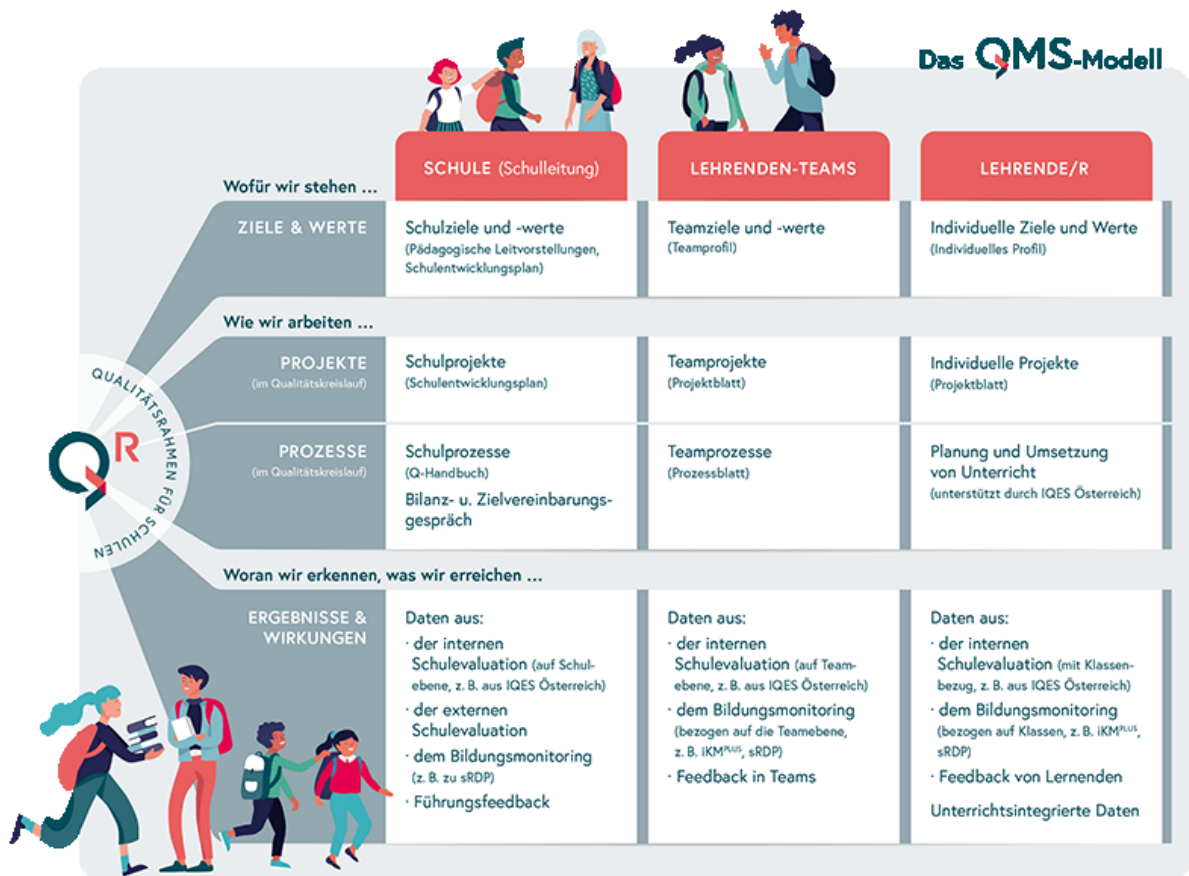 Das QMS-Modell
SCHULE (Schulleitung)
LEHRENDEN-TEAMS
LEHRENDE/R
Wofür wir stehen ...
ZIELE & WERTE
Schulziele und -werte
(Pädagogische Leitvorstellungen,
Schulentwicklungsplan)
Teamziele und -werte
(Teamprofil)
Individuelle Ziele und Werte
(Individuelles Profil)
Wie wir arbeiten ...
PROJEKTE
(im Qualitätskreislauf)
Schulprojekte
(Schulentwicklungsplan)
Teamprojekte
(Projektblatt)
Individuelle Projekte
(Projektblatt)
QUALITÄTSRAHMEN FÜR SCHULEN
QR
PROZESSE
(im Qualitätskreislauf)
Schulprozesse
(Q-Handbuch)
Bilanz- u. Zielvereinbarungs-
gespräch
Teamprozesse
(Prozessblatt)
Planung und Umsetzung
von Unterricht
(unterstützt durch IQES Österreich)
Woran wir erkennen, was wir erreichen ...
ERGEBNISSE &
WIRKUNGEN
Daten aus:
· der internen
Schulevaluation (auf Schul-
ebene, z. B. aus IQES Österreich)
· der externen
Schulevaluation
· dem Bildungsmonitoring
(z. B. zu sRDP)
· Führungsfeedback
Daten aus:
· der internen
Schulevaluation (auf Team-
ebene, z. B. aus IQES Österreich)
· dem Bildungsmonitoring
(bezogen auf die Teamebene,
z. B. iKMPLUS, sRDP)
· Feedback in Teams
Daten aus:
· der internen
Schulevaluation (mit Klassen-
bezug, z. B. aus IQES Österreich)
· dem Bildungsmonitoring
(bezogen auf Klassen, z. B. iKMPLUS,
sRDP)
· Feedback von Lernenden
Unterrichtsintegrierte Daten